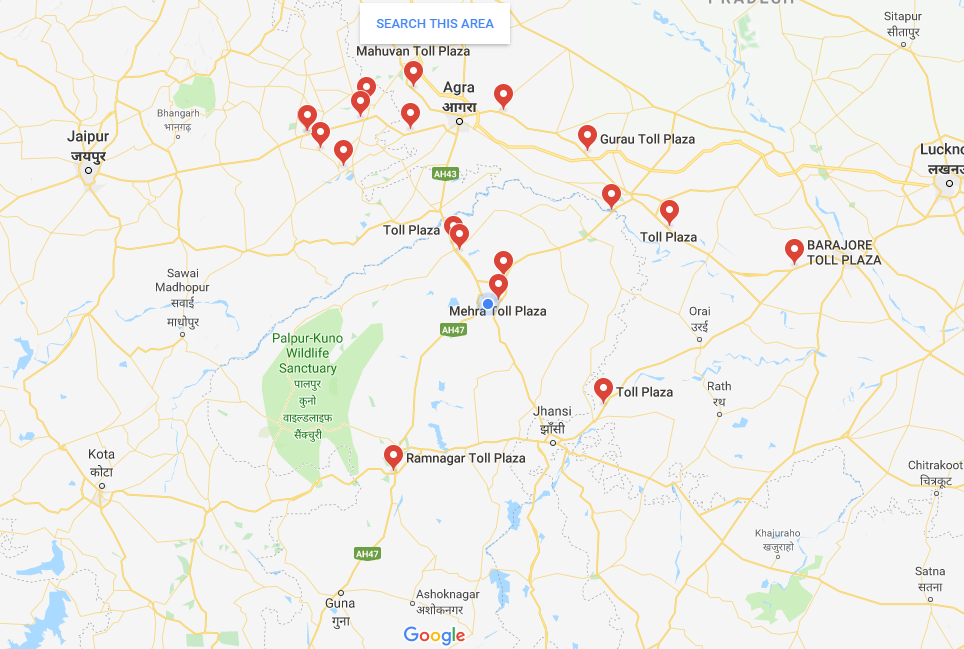 PRADESH
SEARCH THIS AREA
Sitapur
सीतापुर
Mahuvan Toll Plaza
Agra
आगरा
Bhangarh
भानगढ़
Gurau Toll Plaza
Jaipur
जयपुर
Luckno
लखनऊ
AH43
Toll Plaza
Toll Plaza
BARAJORE
TOLL PLAZA
Sawai
Madhopur
सवाई
माधोपुर
Mehra Toll Plaza
Orai
उरई
AH47
Palpur-Kuno
Wildlife
Sanctuary
पालपुर
कुनो
वाइल्डलाइफ
सैंक्चुरी
Rath
रथ
Toll Plaza
Jhansi
झाँसी
Kota
कोटा
Ramnagar Toll Plaza
Chitrakoot
चित्रकूट
Khajuraho
खजुराहो
AH47
Satna
सतना
Guna
गुना
Ashoknagar
अशोकनगर
Google